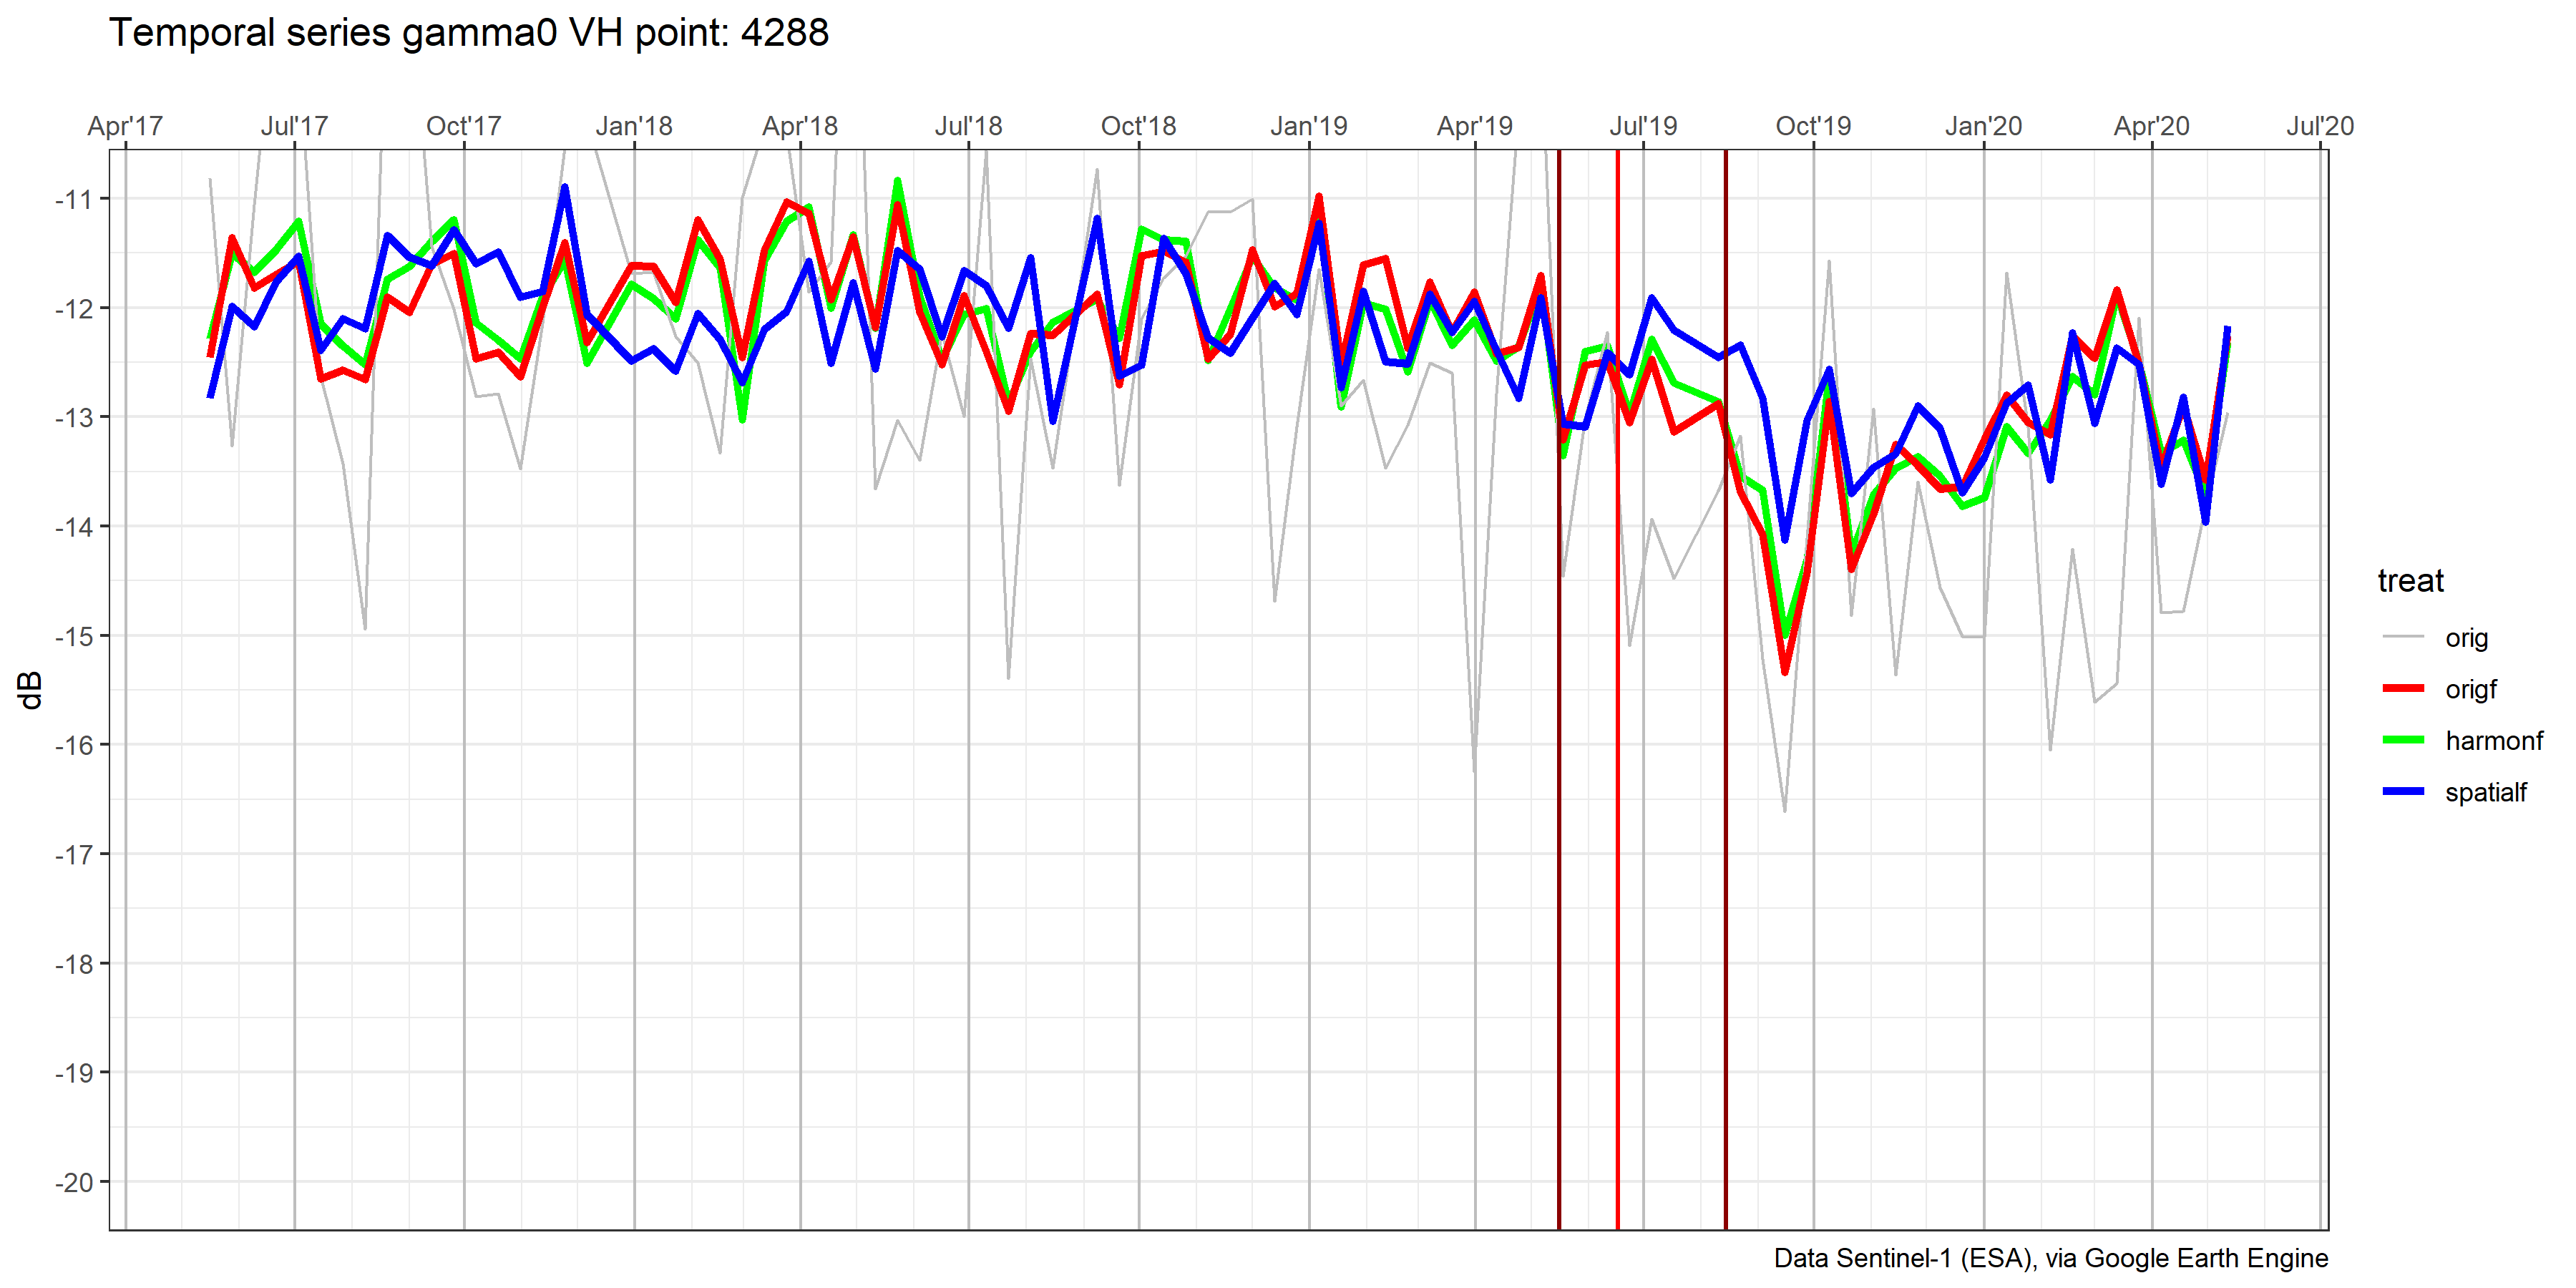 Temporal series gamma0 VH point: 4288
Apr'17 Jul'17 Oct'17 Jan'18 Apr'18 Jul'18 Oct'18 Jan'19 Apr'19 Jul'19 Oct'19 Jan'20 Apr'20 Jul'20
-11
-12
-13
-14
-15
-16
-17
-18
-19
-20
dB
treat
orig
origf
harmonf
spatialf
Data Sentinel-1 (ESA), via Google Earth Engine